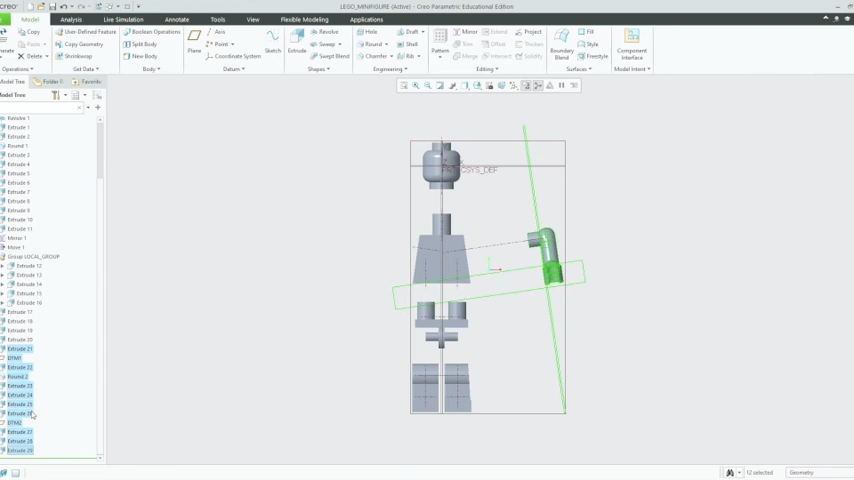 creo
LEGO_MINIFIGURE (Active) - Creo Parametric Educational Edition
Model
Analysis
Live Simulation
Annotate
Tools
View
Flexible Modeling
Applications
Copy
Paste
Delete
Operations
User-Defined Feature
Copy Geometry
Shrinkwrap
Get Data
Boolean Operations
Split Body
New Body
Body
Plane
Axis
Point
Coordinate System
Datum
Sketch
Extrude
Revolve
Sweep
Swept Blend
Shapes
Hole
Round
Chamfer
Draft
Shell
Rib
Engineering
Pattern
Mirror
Trim
Merge
Extend
Offset
Intersect
Project
Thicken
Solidify
Editing
Boundary
Blend
Fill
Style
Freestyle
Surfaces
Component
Interface
Model Intent
Model Tree
Folder
Favorite
Model Tree
Revolve 1
Extrude 1
Extrude 2
Round 1
Extrude 3
Extrude 4
Extrude 5
Extrude 6
Extrude 7
Extrude 8
Extrude 9
Extrude 10
Extrude 11
Mirror 1
Move 1
Group LOCAL_GROUP
Extrude 12
Extrude 13
Extrude 14
Extrude 15
Extrude 16
Extrude 17
Extrude 18
Extrude 19
Extrude 20
Extrude 21
DTM1
Extrude 22
Round 2
Extrude 23
Extrude 24
Extrude 25
Extrude 26
DTM2
Extrude 27
Extrude 28
Extrude 29
CSYS_DEF
12 selected
Geometry